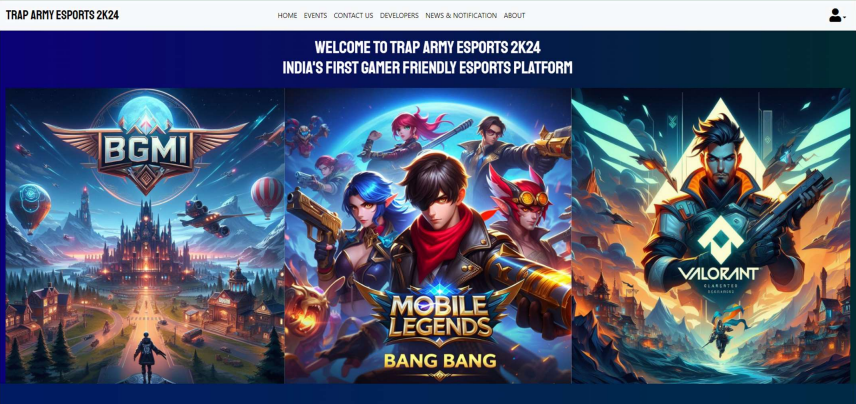 TRAP ARMY ESPORTS 2K24
HOME EVENTS CONTACT US DEVELOPERS NEWS & NOTIFICATION ABOUT
WELCOME TO TRAP ARMY ESPORTS 2K24
INDIA'S FIRST GAMER FRIENDLY ESPORTS PLATFORM
BGMI
MOBILE
LEGENDS
BANG BANG
VALORANT